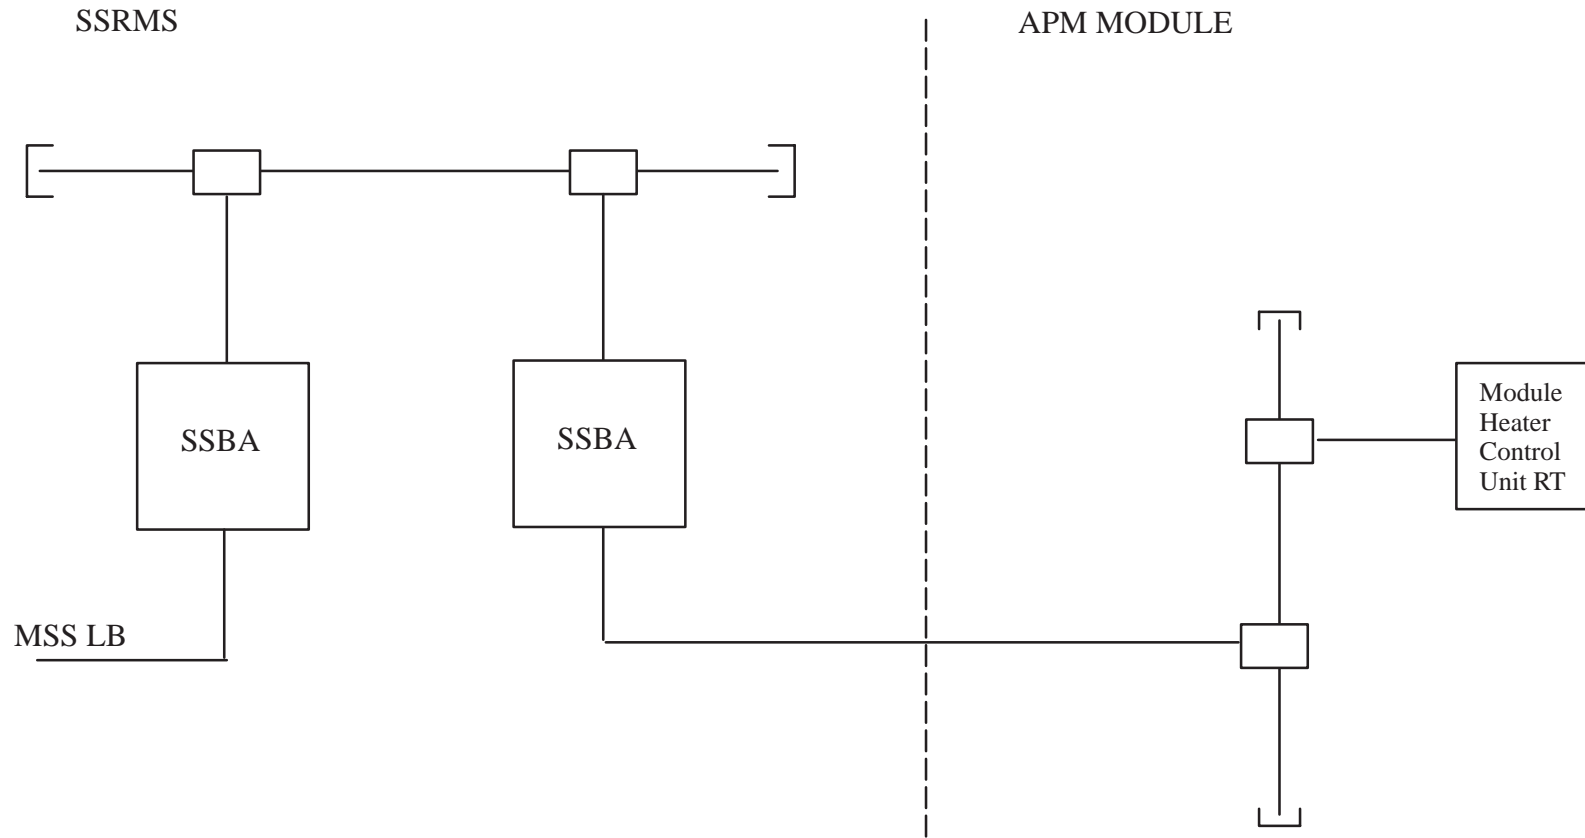 SSRMS
APM MODULE
SSBA
SSBA
Module
Heater
Control
Unit RT
MSS LB